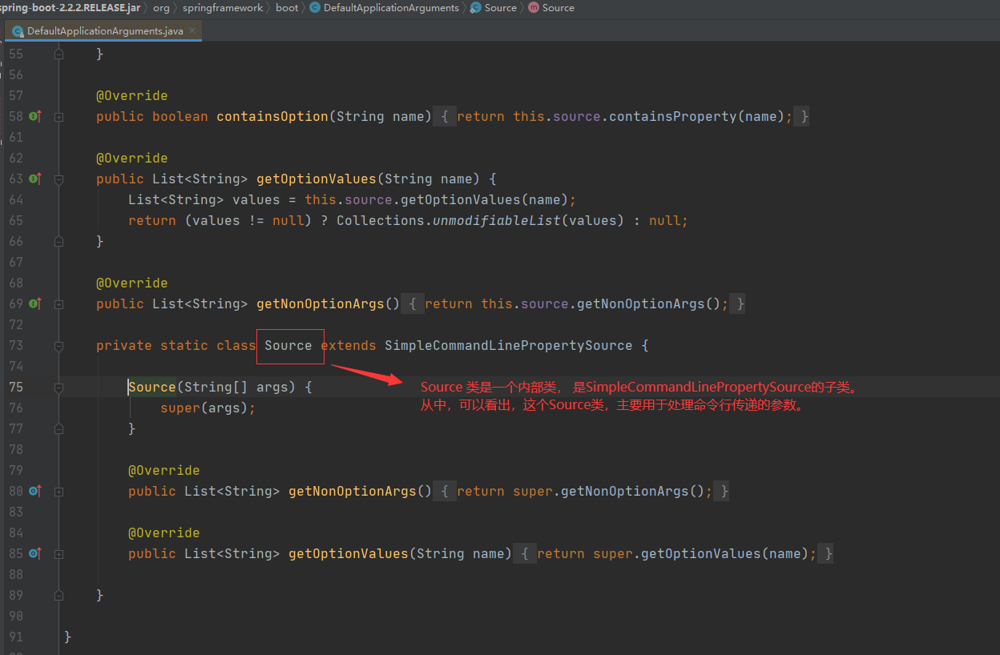 spring-boot-2.2.2.RELEASE.jar org springframework boot DefaultApplicationArguments Source Source
DefaultApplicationArguments.java
55 }
56
57 @Override
58 public boolean containsOption(String name) { return this.source.containsProperty(name); }
61
62 @Override
63 public List<String> getOptionValues(String name) {
64 List<String> values = this.source.getOptionValues(name);
65 return (values != null) ? Collections.unmodifiableList(values) : null;
66 }
67
68 @Override
69 public List<String> getNonOptionArgs() { return this.source.getNonOptionArgs(); }
72
73 private static class Source extends SimpleCommandLinePropertySource {
74
75 Source(String[] args) {
Source 类是一个内部类， 是SimpleCommandLinePropertySource的子类。
从中，可以看出，这个Source类，主要用于处理命令行传递的参数。
76 super(args);
77 }
78
79 @Override
80 public List<String> getNonOptionArgs() { return super.getNonOptionArgs(); }
83
84 @Override
85 public List<String> getOptionValues(String name) { return super.getOptionValues(name); }
88
89 }
90
91 }